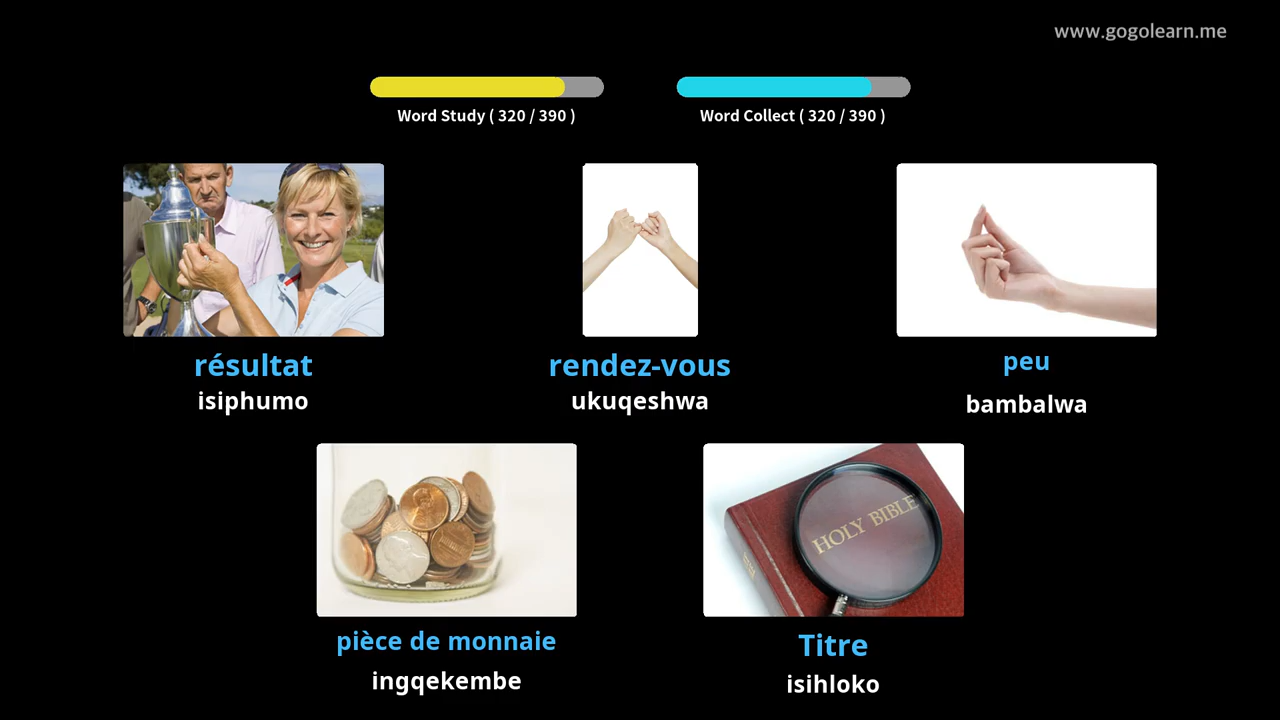 www.gogolearn.me
Word Study ( 320 / 390 )
Word Collect ( 320 / 390 )
résultat
isiphumo
rendez-vous
ukuqeshwa
peu
bambalwa
HOLY BIBLE
pièce de monnaie
ingqekembe
Titre
isihloko